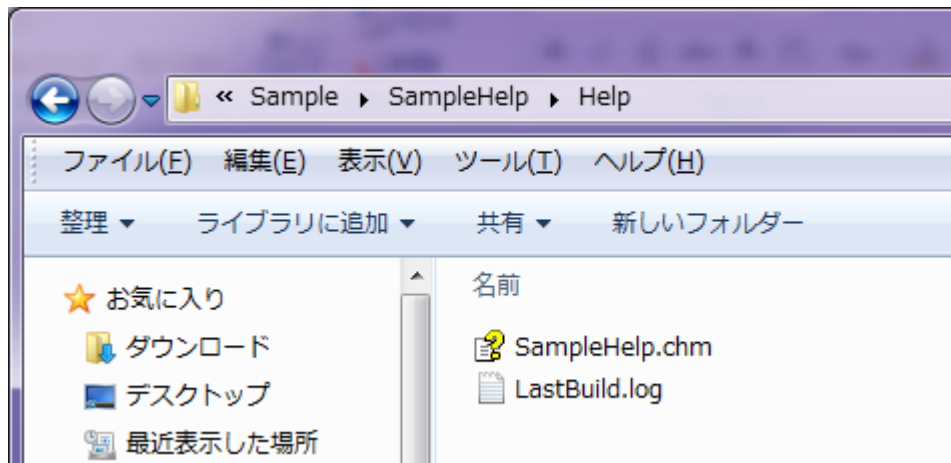 « Sample ▸ SampleHelp ▸ Help
ファイル(F) 編集(E) 表示(V) ツール(T) ヘルプ(H)
整理 ▼ ライブラリに追加 ▼ 共有 ▼ 新しいフォルダー
名前
お気に入り
ダウンロード
デスクトップ
最近表示した場所
SampleHelp.chm
LastBuild.log